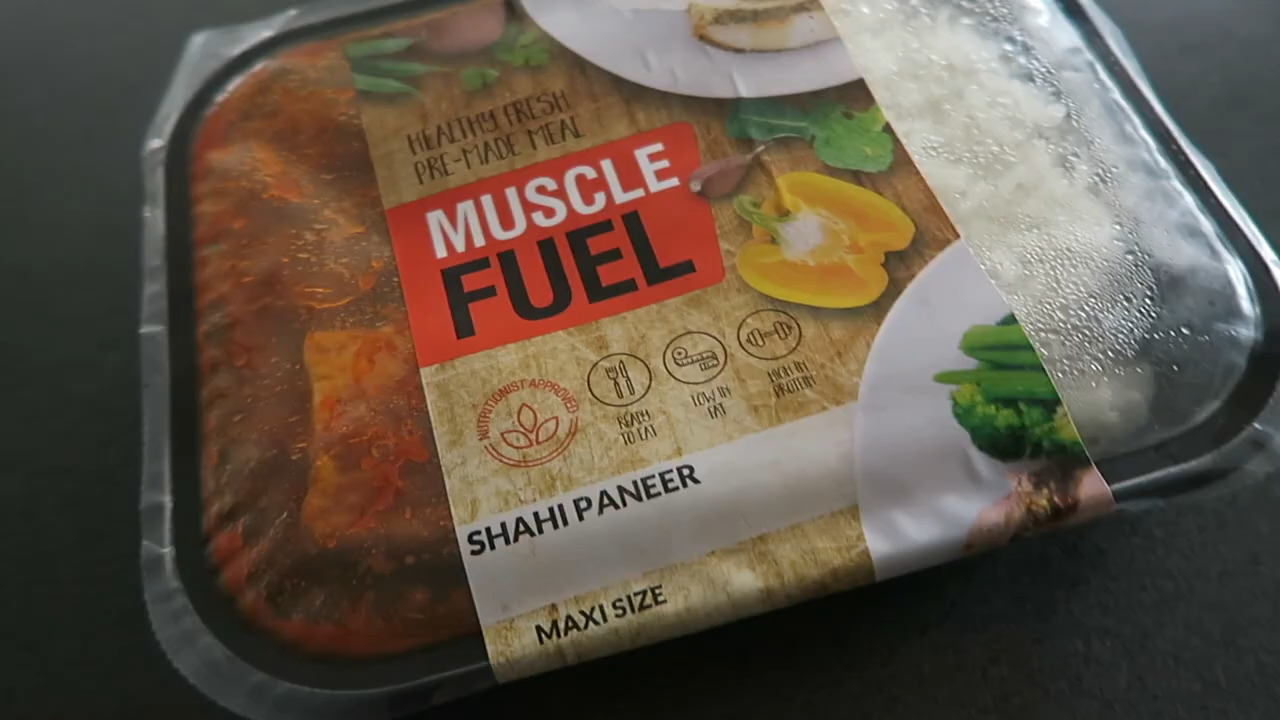 HEALTHY FRESH
PRE-MADE MEAL
MUSCLE
FUEL
NUTRITIONIST APPROVED
READY
TO EAT
LOW IN
FAT
HIGH IN
PROTEIN
SHAHI PANEER
MAXI SIZE